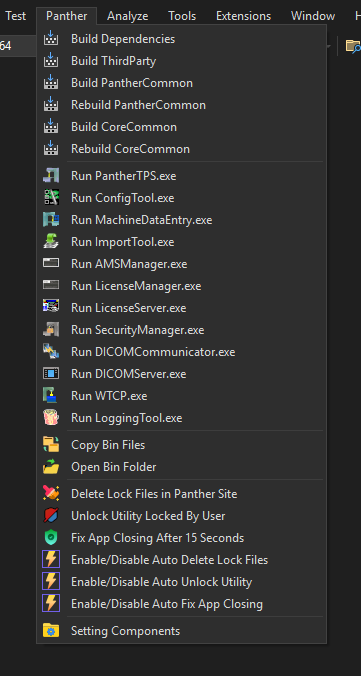 Test Panther Analyze Tools Extensions Window
64
Build Dependencies
Build ThirdParty
Build PantherCommon
Rebuild PantherCommon
Build CoreCommon
Rebuild CoreCommon
Run PantherTPS.exe
Run ConfigTool.exe
Run MachineDataEntry.exe
Run ImportTool.exe
Run AMSManager.exe
Run LicenseManager.exe
Run LicenseServer.exe
Run SecurityManager.exe
Run DICOMCommunicator.exe
Run DICOMServer.exe
Run WTCP.exe
Run LoggingTool.exe
Copy Bin Files
Open Bin Folder
Delete Lock Files in Panther Site
Unlock Utility Locked By User
Fix App Closing After 15 Seconds
Enable/Disable Auto Delete Lock Files
Enable/Disable Auto Unlock Utility
Enable/Disable Auto Fix App Closing
Setting Components